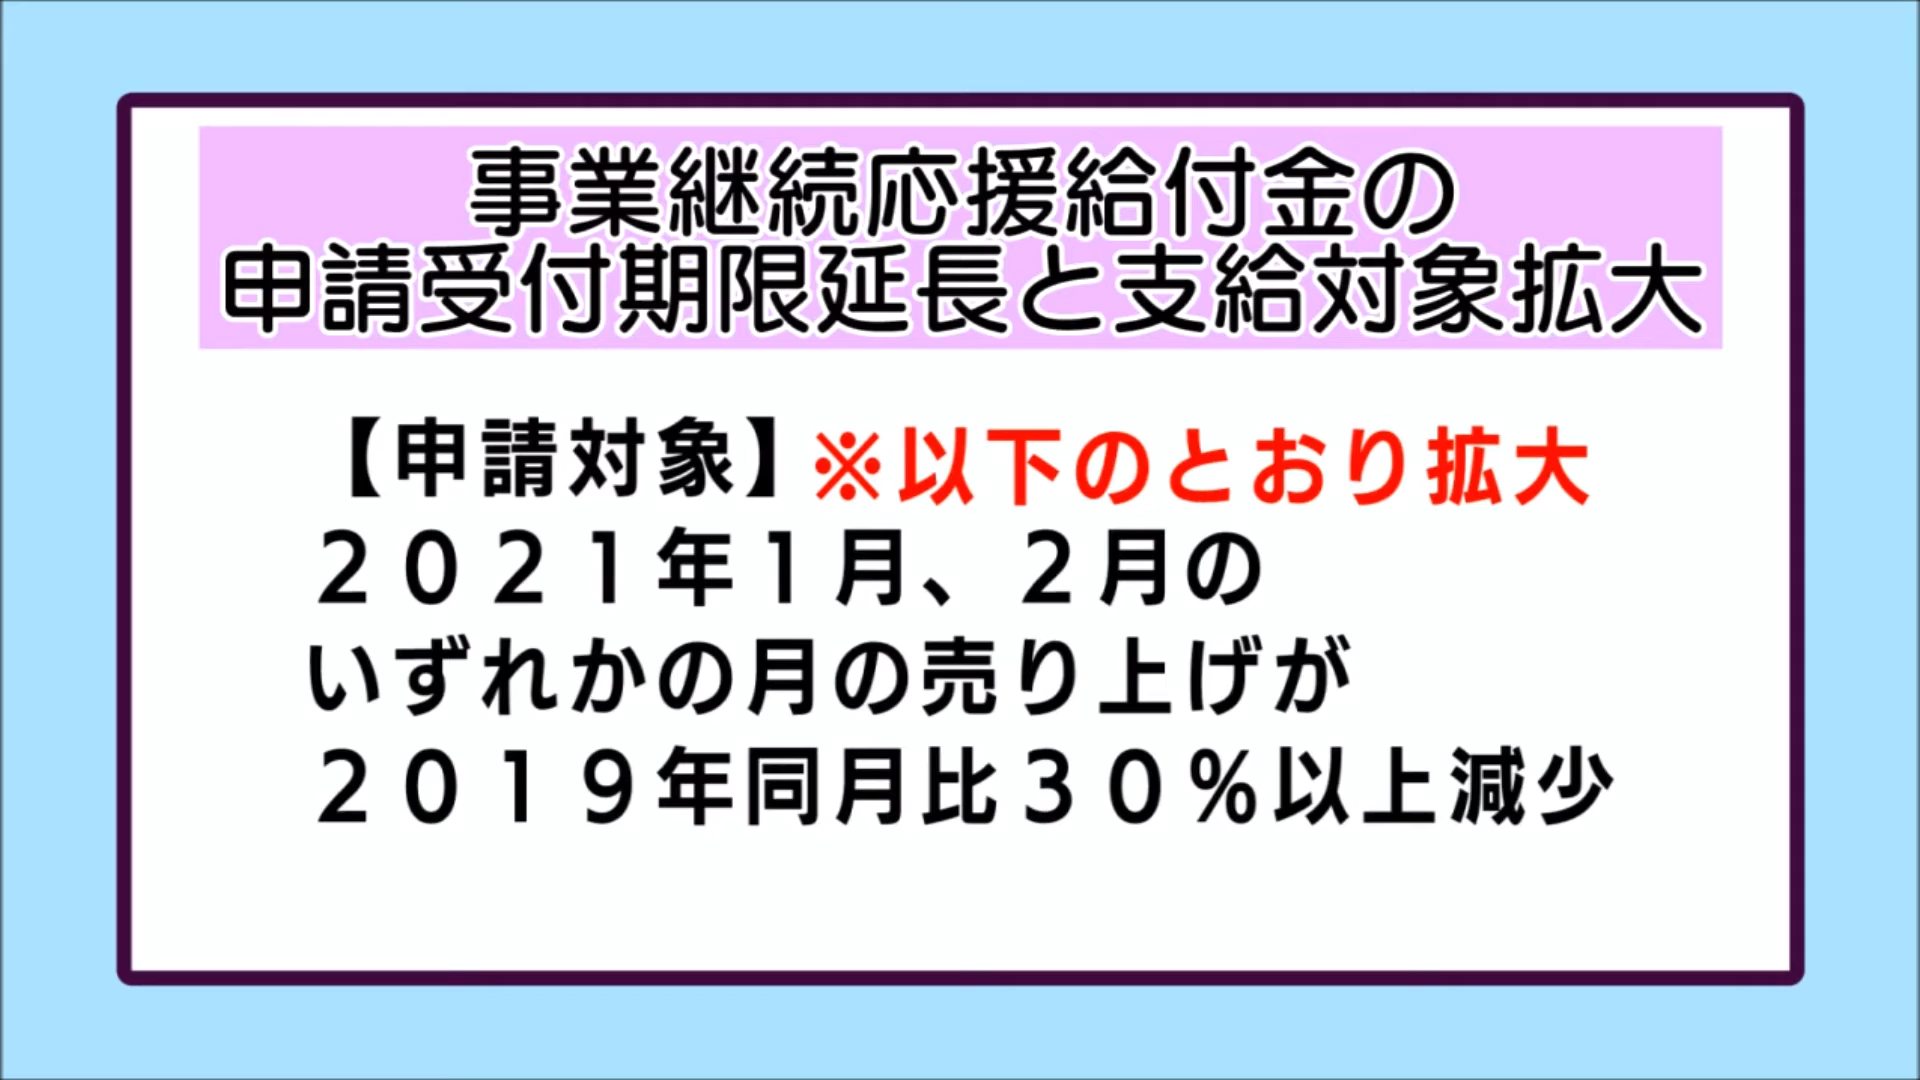 事業継続応援給付金の
申請受付期限延長と支給対象拡大
【申請対象】※以下のとおり拡大
２０２１年１月、２月の
いずれかの月の売り上げが
２０１９年同月比３０％以上減少